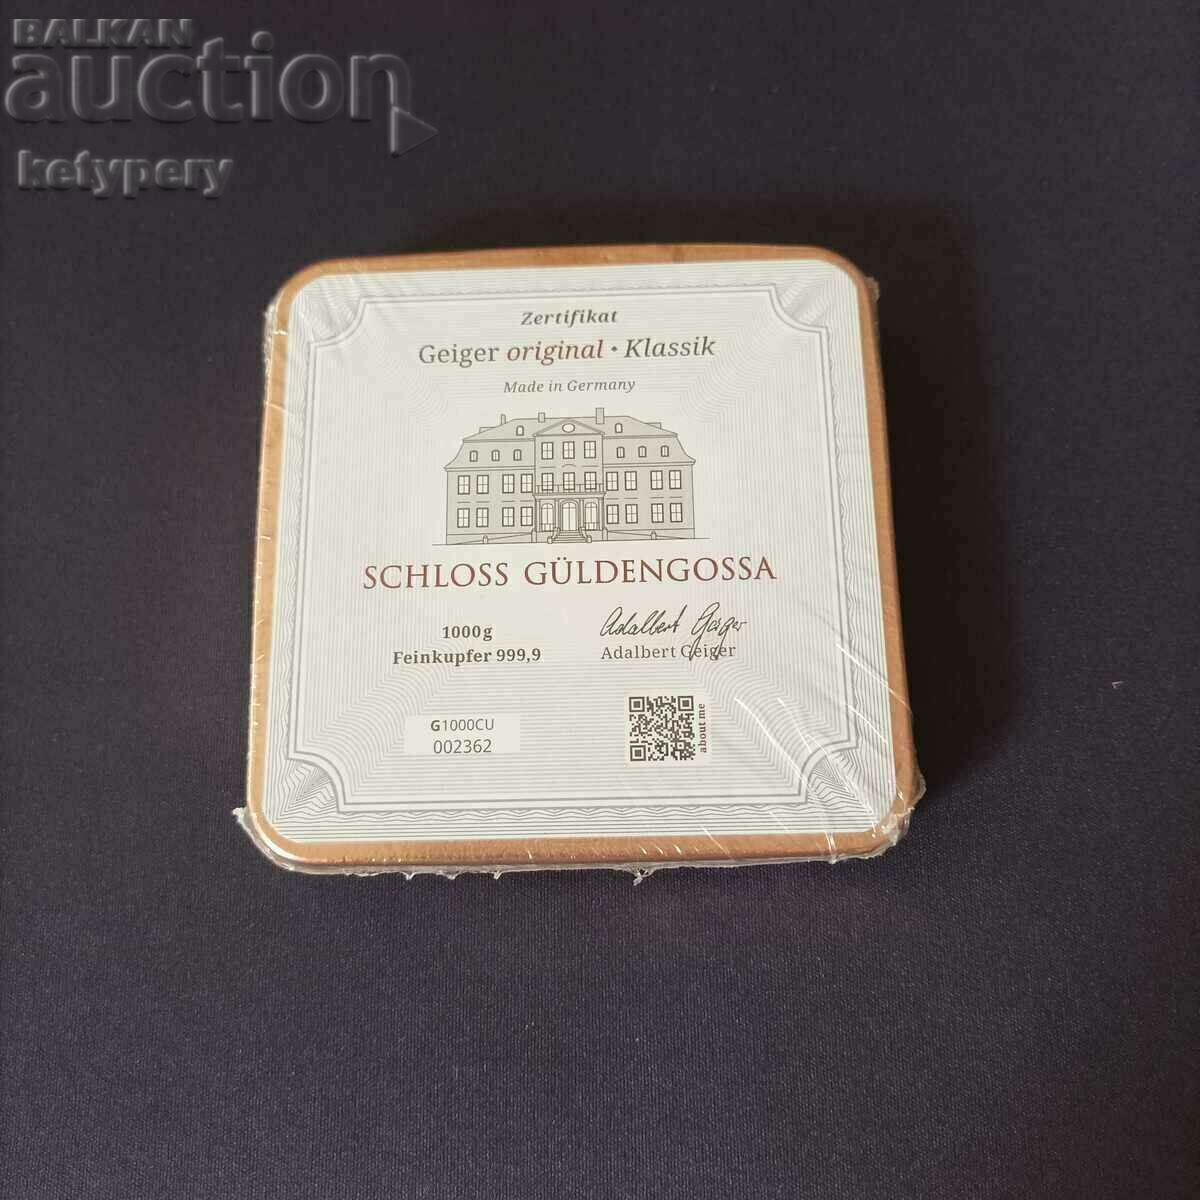 BALKAN
auction
ketypery
Zertifikat
Geiger original • Klassik
Made in Germany
SCHLOSS GÜLDENGOSSA
1000g
Feinkupfer 999,9
Adalbert Geiger
Adalbert Geiger
G1000CU
002362
about me